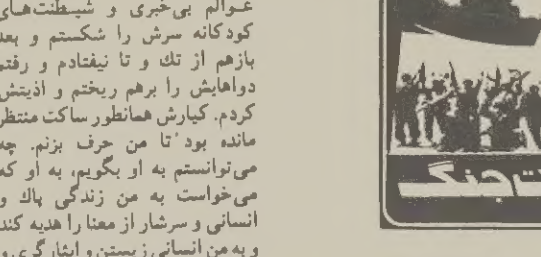 عوالم بی‌خبری و شیطنت‌های
کودکانه سرش را شکستم و بعد
بازهم از تك و تا نیفتادم و رفتم
دواهایش را برهم ریختم و اذیتش
کردم. کیارش همانطور ساکت منتظر
مانده بود تا من حرف بزنم. چه
می‌توانستم به او بگویم، به او که
می‌خواست به من زندگی پاك و
انسانی و سرشار از معنا را هدیه کند
و به من انسانی زیستن و ایثارگری و
جنگ